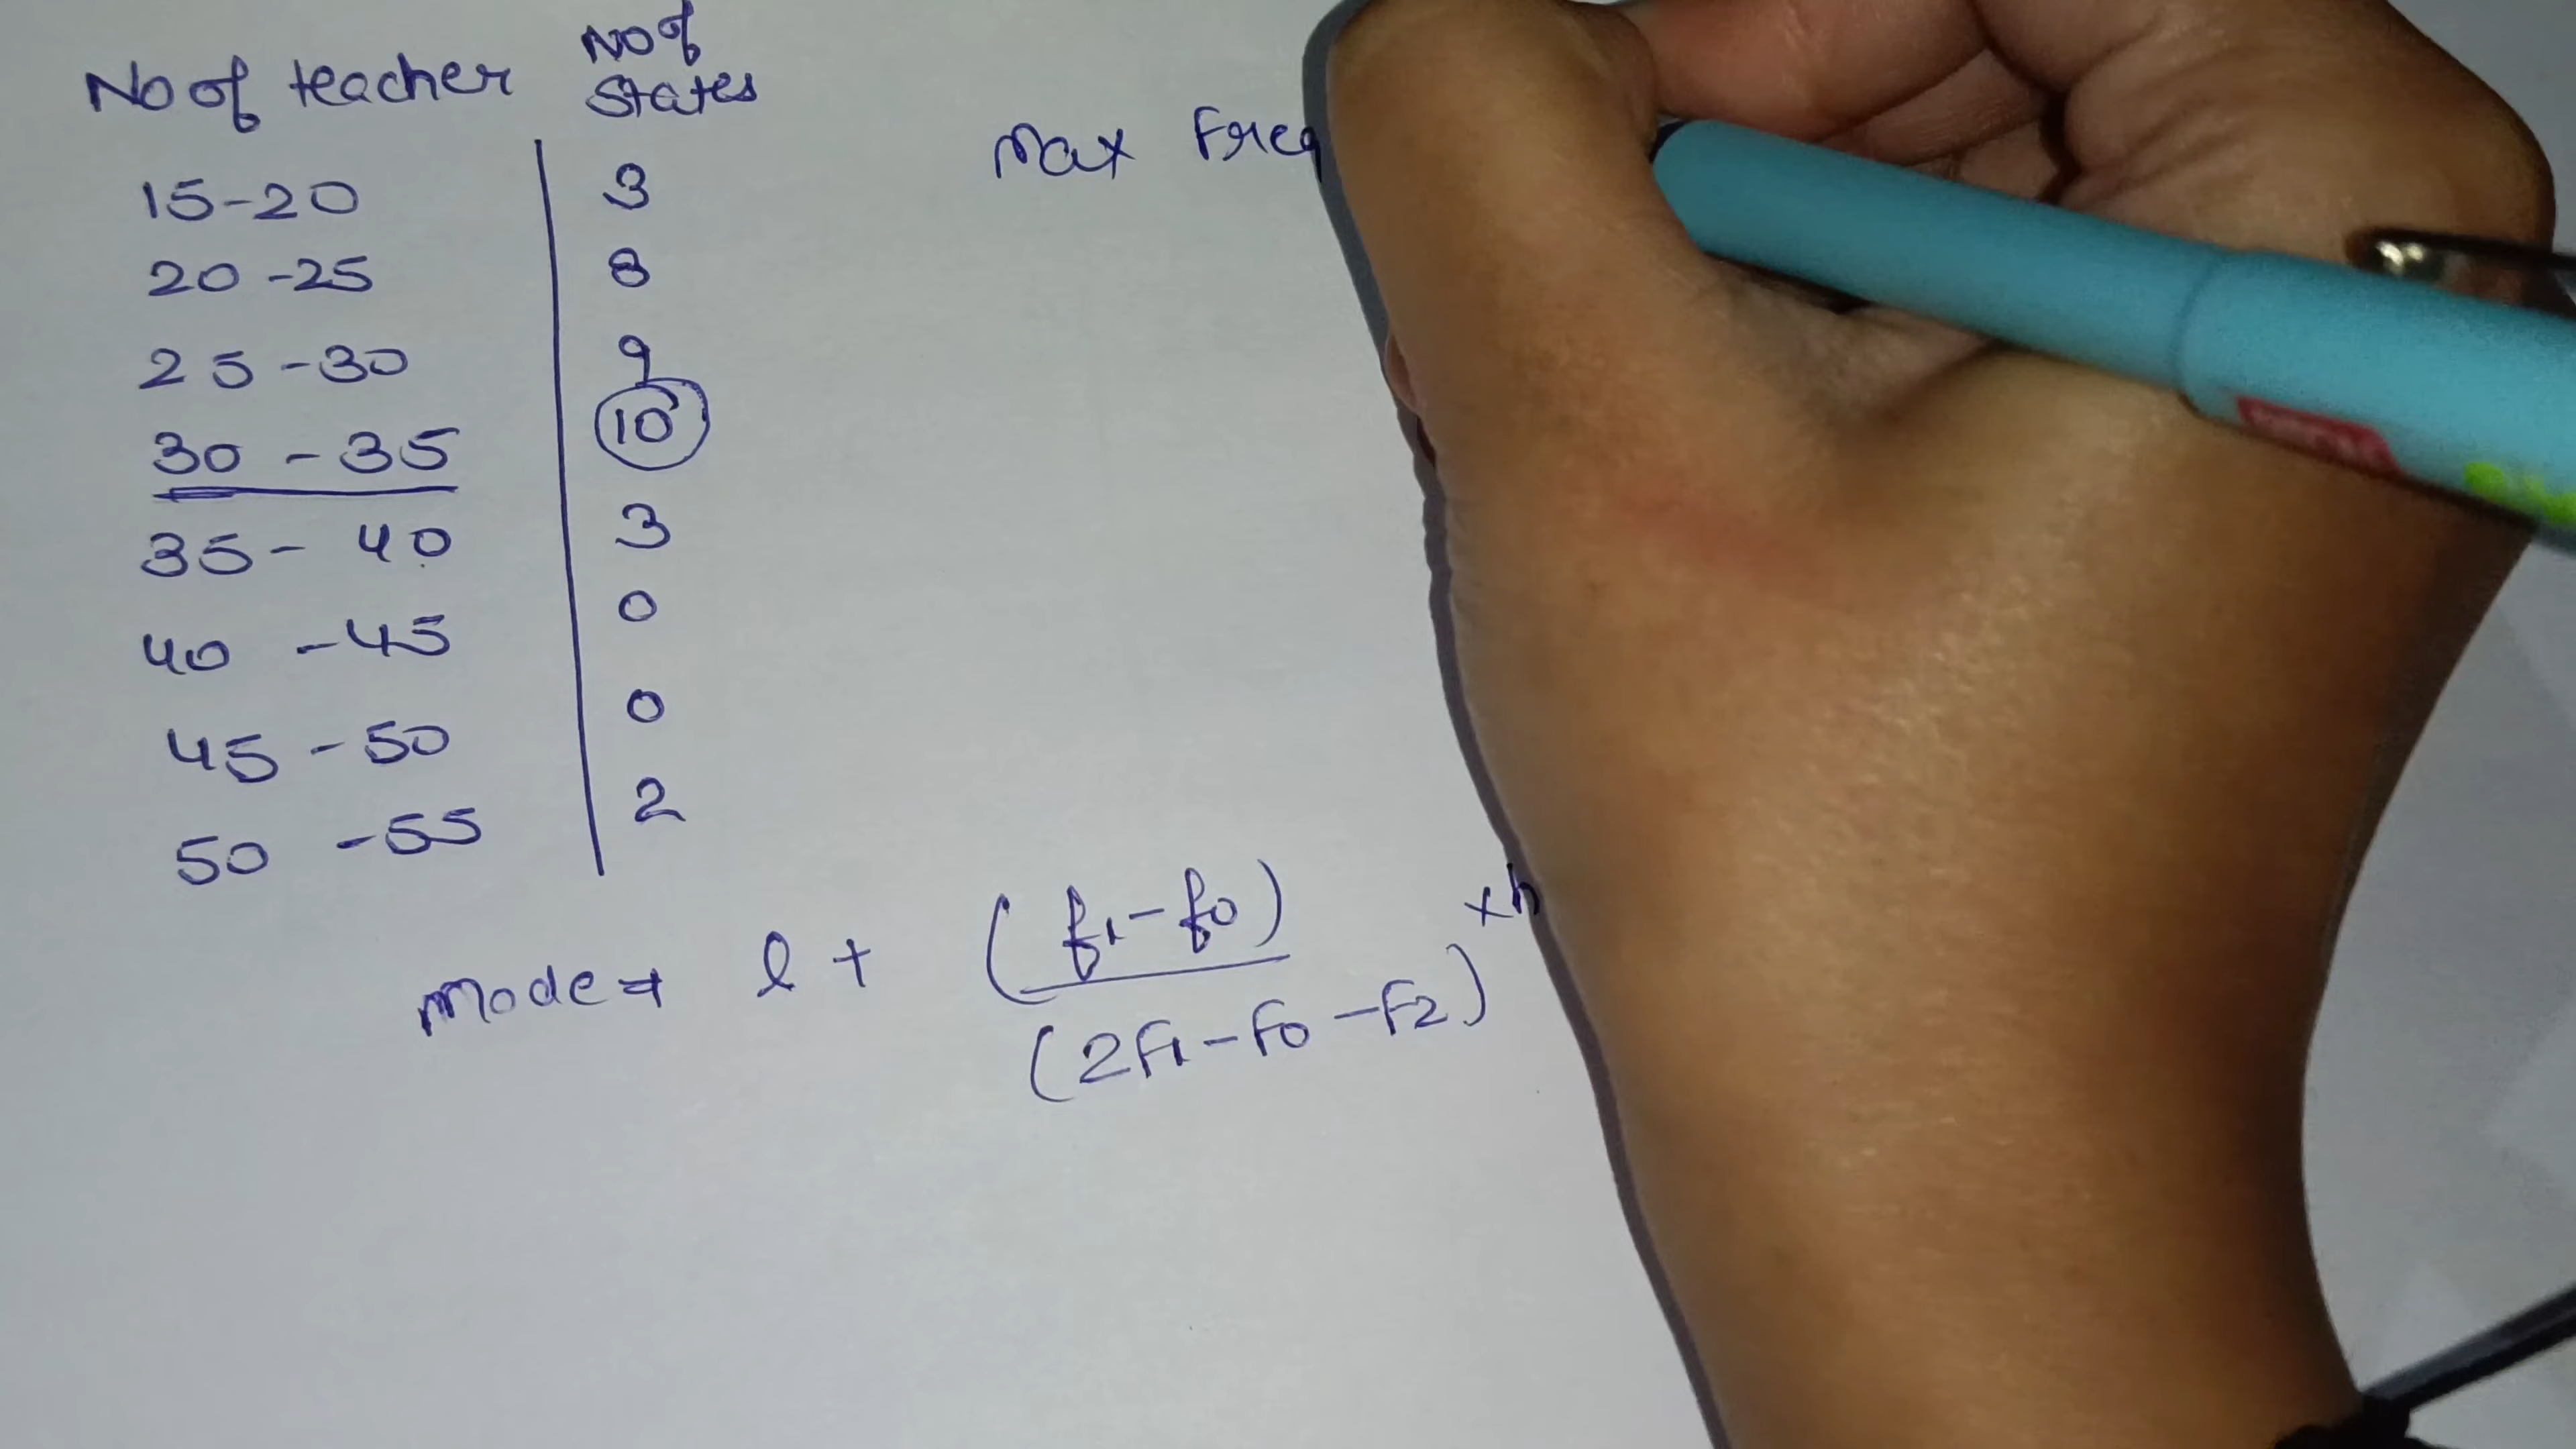 No of teacher No of States
15-20 3
20-25 8
25-30 9
30-35 10
35-40 3
40-45 0
45-50 0
50-55 2
Max Freq
Mode = l + (f1-f0) xh
(2F1-F0-F2)